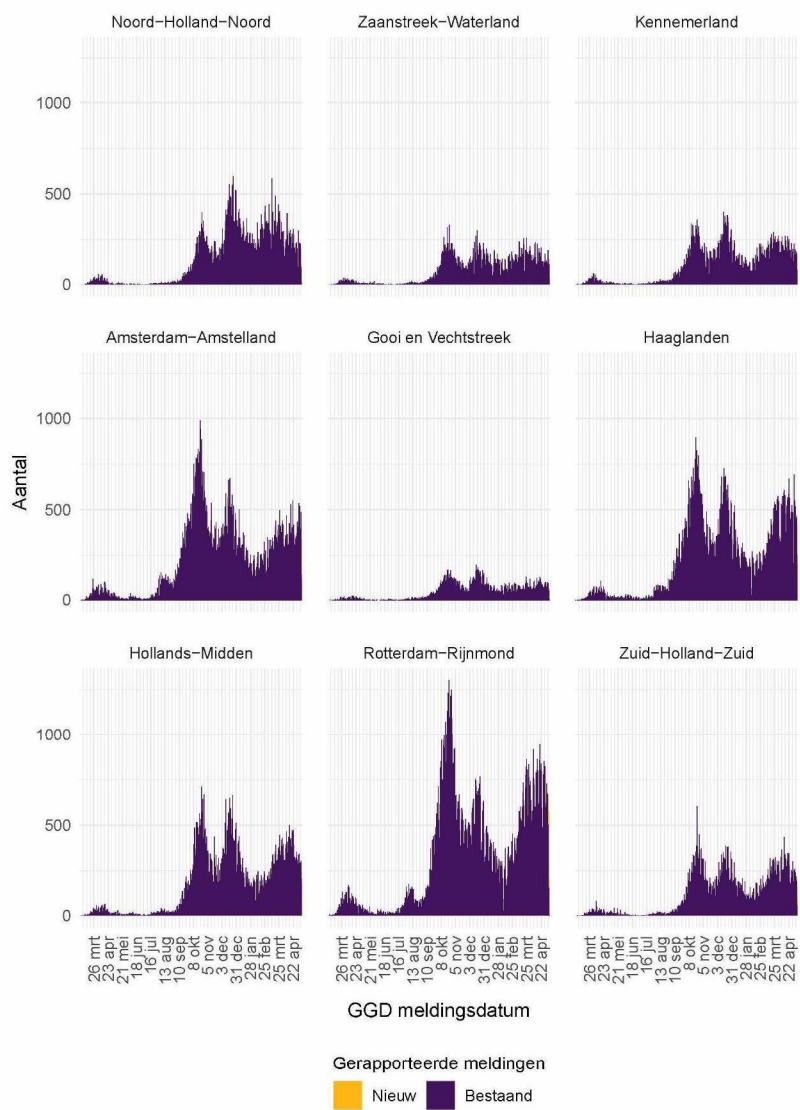 Noord−Holland−Noord Zaanstreek−Waterland Kennemerland
1000
500
0
Amsterdam−Amstelland Gooi en Vechtstreek Haaglanden
1000
500
0
Hollands−Midden Rotterdam−Rijnmond Zuid−Holland−Zuid
1000
500
0
Aantal
26 mrt
23 apr
21 mei
18 jun
16 jul
13 aug
10 sep
8 okt
5 nov
3 dec
31 dec
28 jan
25 feb
25 mrt
22 apr
26 mrt
23 apr
21 mei
18 jun
16 jul
13 aug
10 sep
8 okt
5 nov
3 dec
31 dec
28 jan
25 feb
25 mrt
22 apr
26 mrt
23 apr
21 mei
18 jun
16 jul
13 aug
10 sep
8 okt
5 nov
3 dec
31 dec
28 jan
25 feb
25 mrt
22 apr
GGD meldingsdatum
Gerapporteerde meldingen
Nieuw Bestaand